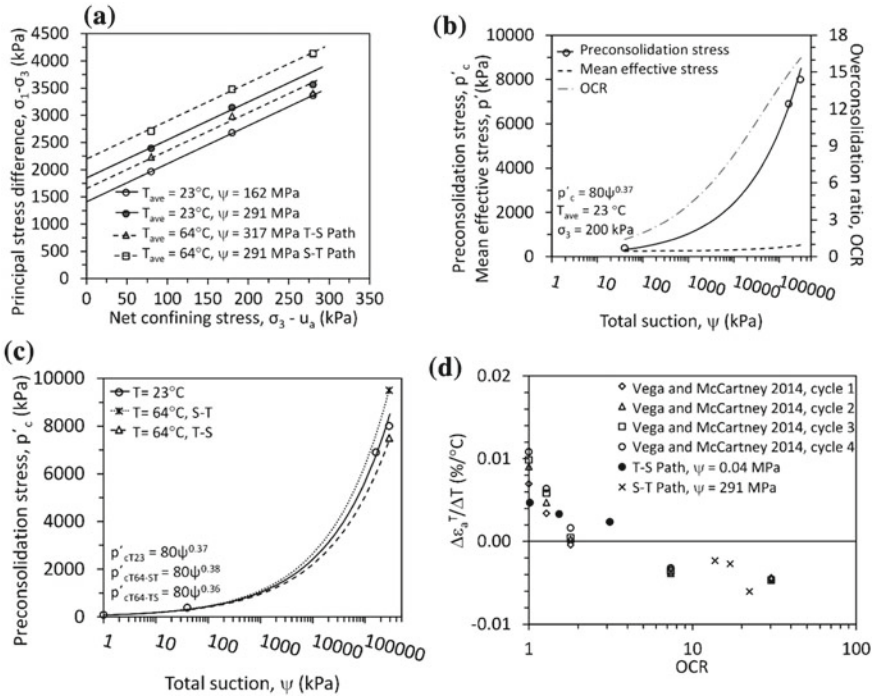 (a)
Principal stress difference, σ1-σ3 (kPa)
4500
4000
3500
3000
2500
2000
1500
1000
500
0
Tave = 23°C, ψ = 162 MPa
Tave = 23°C, ψ = 291 MPa
Tave = 64°C, ψ = 317 MPa T-S Path
Tave = 64°C, ψ = 291 MPa S-T Path
0 50 100 150 200 250 300 350
Net confining stress, σ3 - ua (kPa)
(b)
Preconsolidation stress, p′c (kPa)
Mean effective stress, p′ (kPa)
10000
8000
6000
4000
2000
0
Preconsolidation stress
Mean effective stress
OCR
p′c = 80ψ0.37
Tave = 23 °C
σ3 = 200 kPa
18
15
12
9
6
3
0
Overconsolidation ratio, OCR
1 10 100 1000 10000 100000
Total suction, ψ (kPa)
(c)
Preconsolidation stress, p′c (kPa)
10000
8000
6000
4000
2000
0
T= 23°C
T= 64°C, S-T
T= 64°C, T-S
p′cT23 = 80ψ0.37
p′cT64-ST = 80ψ0.38
p′cT64-TS = 80ψ0.36
1 10 100 1000 10000 100000
Total suction, ψ (kPa)
(d)
ΔεaT/ΔT (%/°C)
0.02
0.01
0.00
-0.01
-0.01
Vega and McCartney 2014, cycle 1
Vega and McCartney 2014, cycle 2
Vega and McCartney 2014, cycle 3
Vega and McCartney 2014, cycle 4
T-S Path, ψ = 0.04 MPa
S-T Path, ψ = 291 MPa
1 10 100
OCR